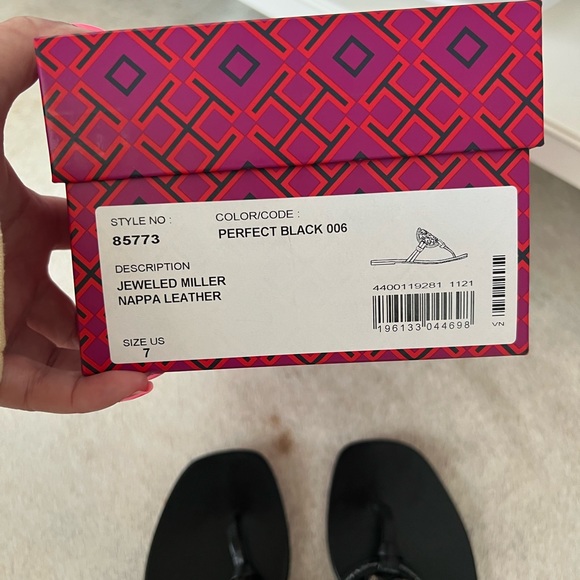 STYLE NO :
COLOR/CODE :
85773
PERFECT BLACK 006
DESCRIPTION
JEWELED MILLER
NAPPA LEATHER
4400119281 1121
196133 044698
SIZE US
7
VN